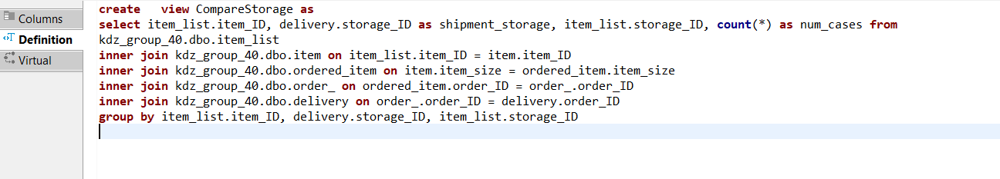 Columns
Definition
Virtual
create   view CompareStorage as
select item_list.item_ID, delivery.storage_ID as shipment_storage, item_list.storage_ID, count(*) as num_cases from
kdz_group_40.dbo.item_list
inner join kdz_group_40.dbo.item on item_list.item_ID = item.item_ID
inner join kdz_group_40.dbo.ordered_item on item.item_size = ordered_item.item_size
inner join kdz_group_40.dbo.order_ on ordered_item.order_ID = order_.order_ID
inner join kdz_group_40.dbo.delivery on order_.order_ID = delivery.order_ID
group by item_list.item_ID, delivery.storage_ID, item_list.storage_ID